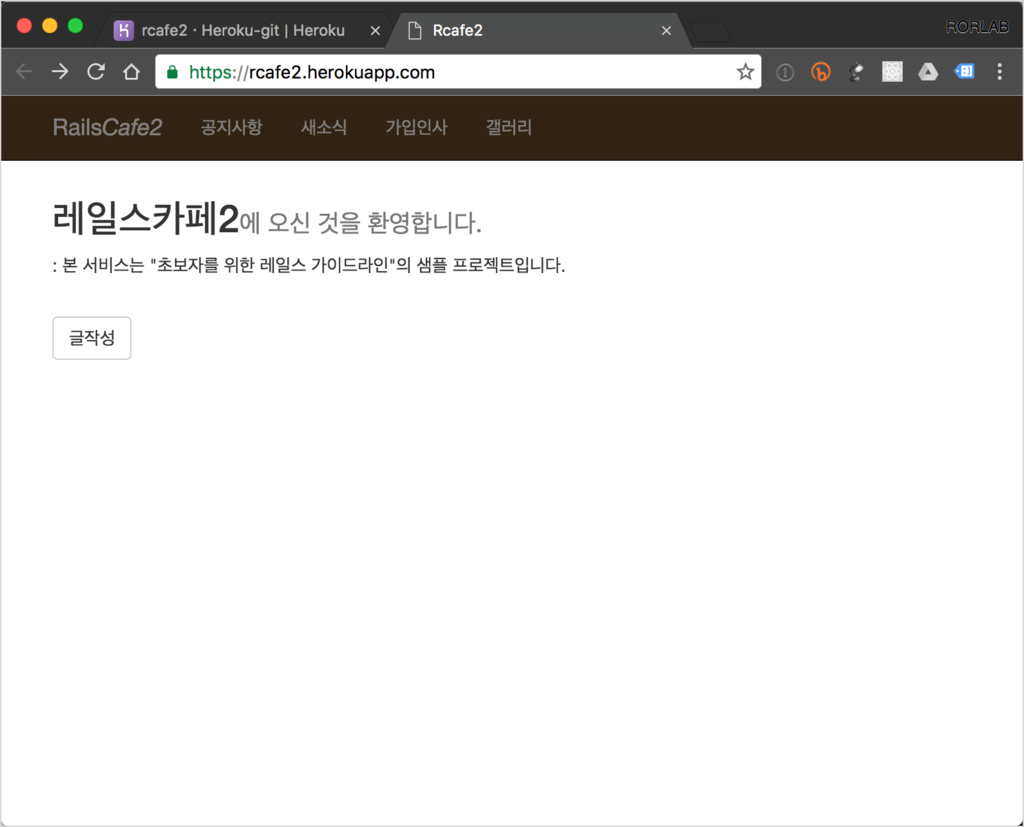 rcafe2 · Heroku-git | Heroku
Rcafe2
RORLAB
https://rcafe2.herokuapp.com
RailsCafe2 공지사항 새소식 가입인사 갤러리
레일스카페2에 오신 것을 환영합니다.
: 본 서비스는 "초보자를 위한 레일스 가이드라인"의 샘플 프로젝트입니다.
글작성